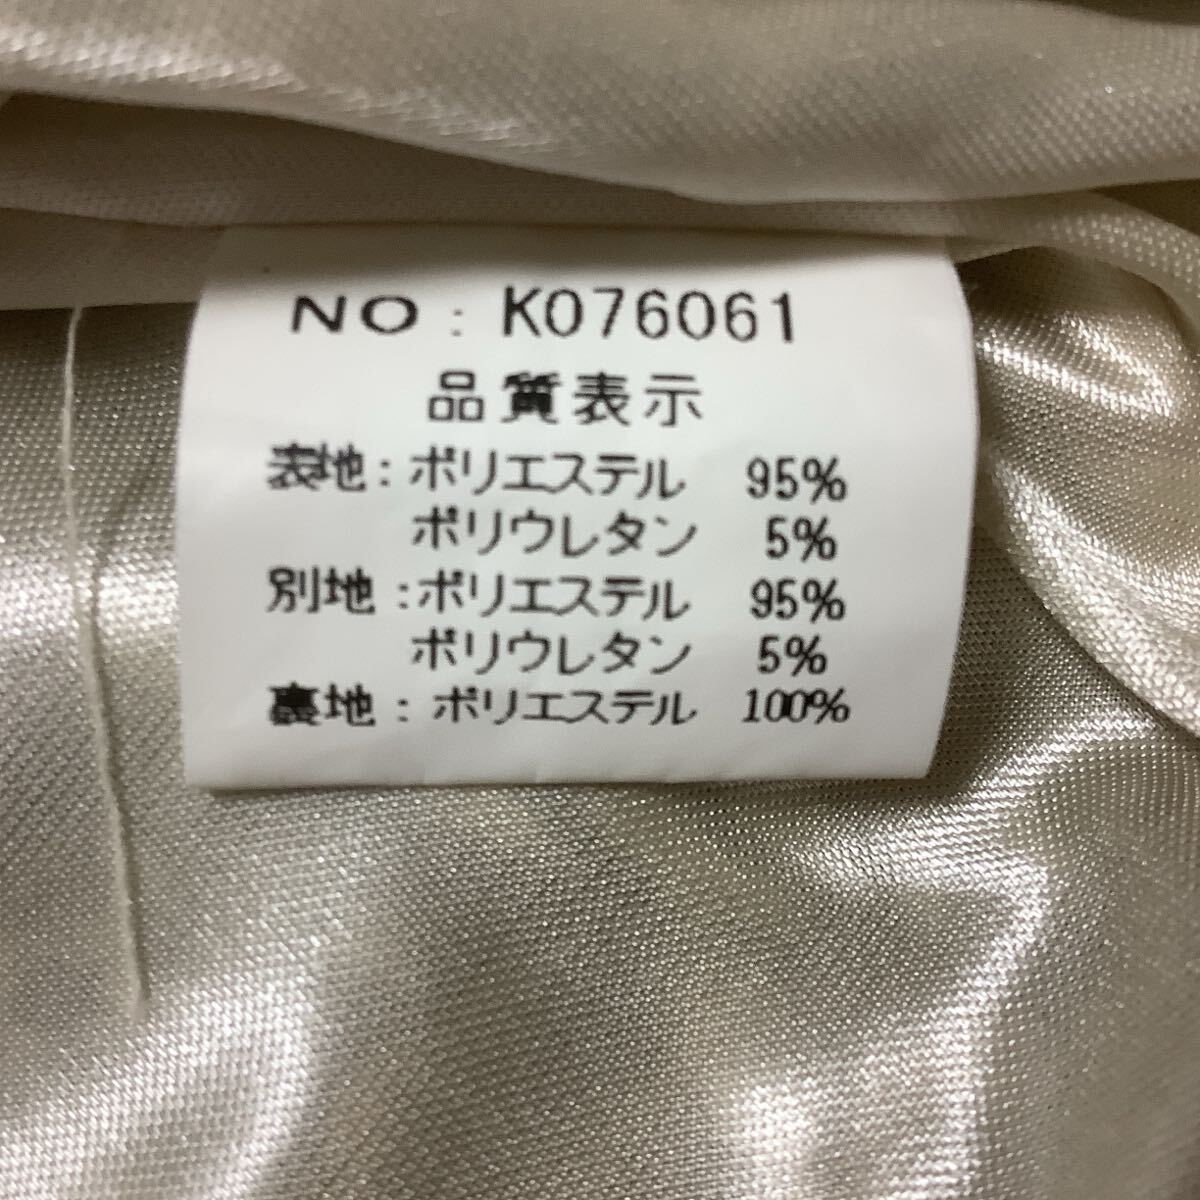 NO : K076061
品質表示
表地 : ポリエステル 95%
ポリウレタン 5%
別地 : ポリエステル 95%
ポリウレタン 5%
裏地 : ポリエステル 100%